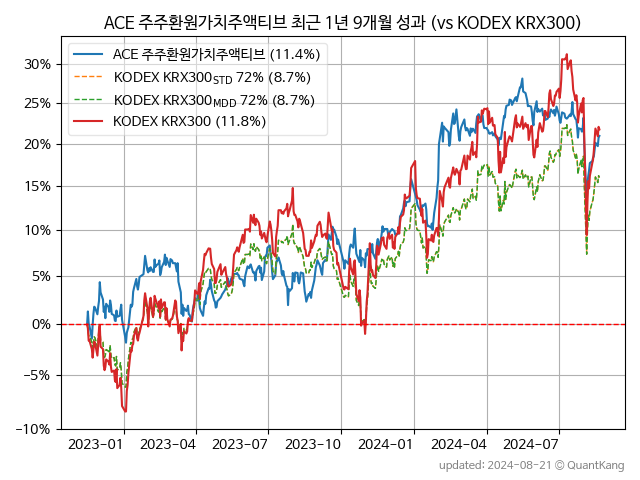 ACE 주주환원가치주액티브 최근 1년 9개월 성과 (vs KODEX KRX300)
ACE 주주환원가치주액티브 (11.4%)
KODEX KRX300STD 72% (8.7%)
KODEX KRX300MDD 72% (8.7%)
KODEX KRX300 (11.8%)
30%
25%
20%
15%
10%
5%
0%
−5%
−10%
2023−01
2023−04
2023−07
2023−10
2024−01
2024−04
2024−07
updated: 2024-08-21 © QuantKang